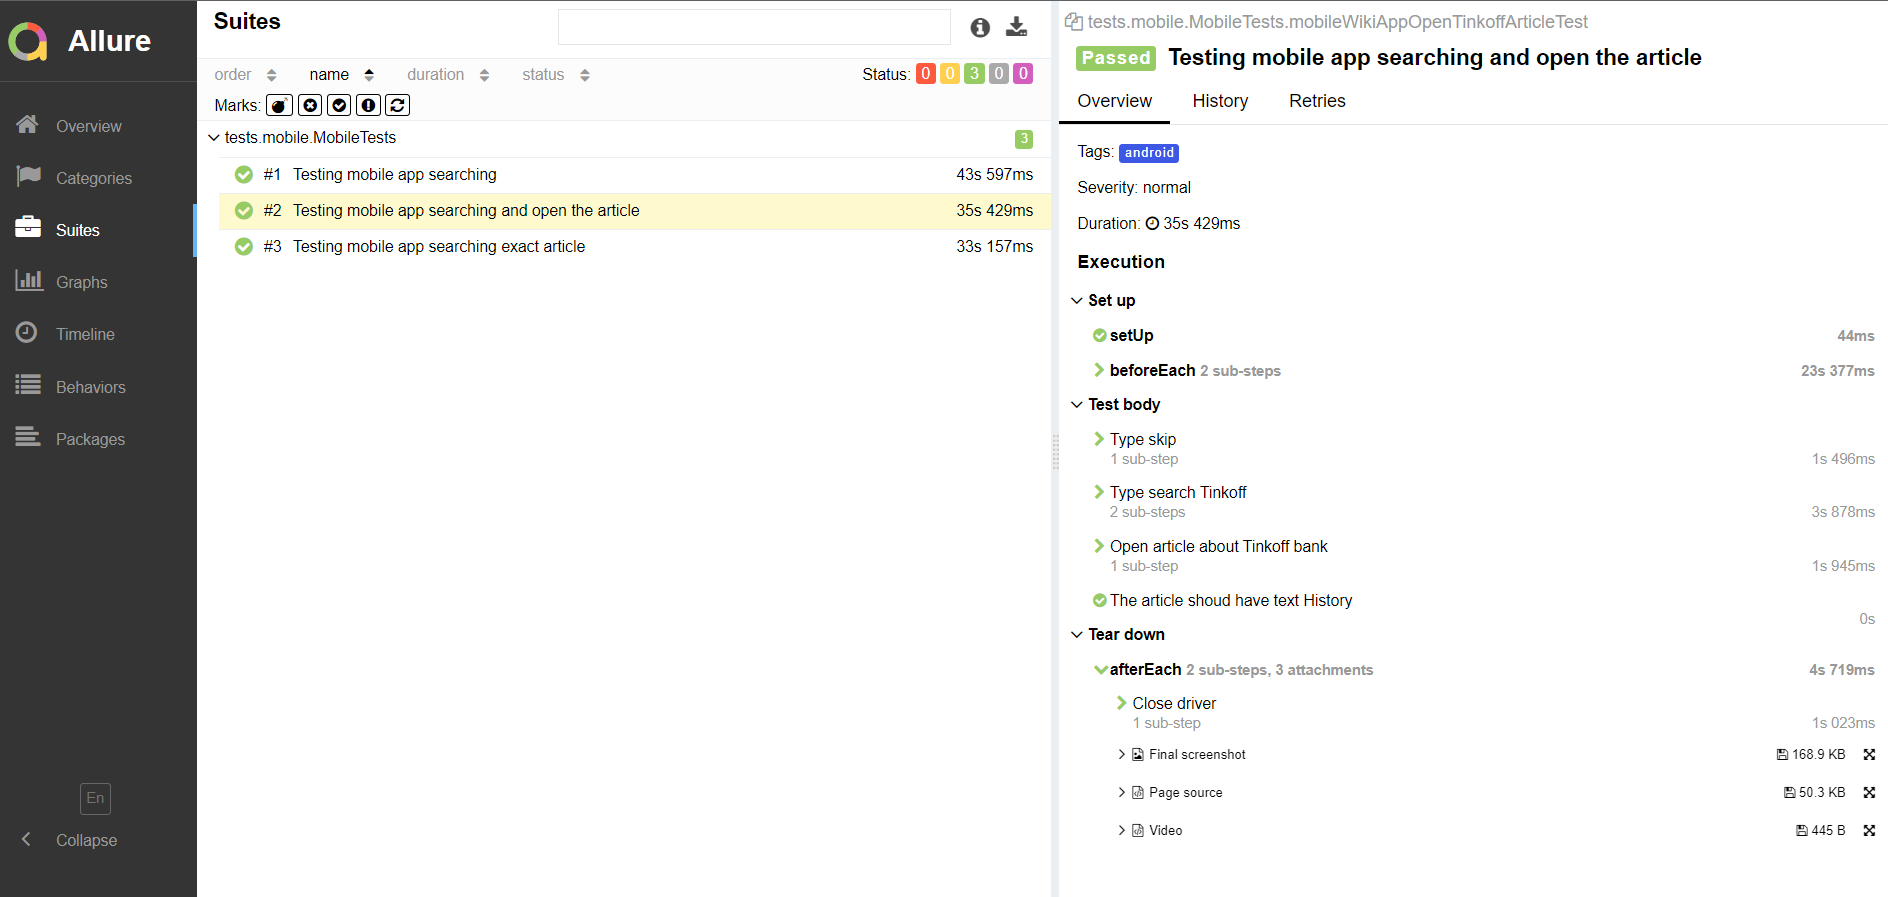 Allure
Overview
Categories
Suites
Graphs
Timeline
Behaviors
Packages
En
Collapse
Suites
order name duration status Status: 0 0 3 0 0
Marks:
tests.mobile.MobileTests 3
#1 Testing mobile app searching 43s 597ms
#2 Testing mobile app searching and open the article 35s 429ms
#3 Testing mobile app searching exact article 33s 157ms
tests.mobile.MobileTests.mobileWikiAppOpenTinkoffArticleTest
Passed Testing mobile app searching and open the article
Overview History Retries
Tags: android
Severity: normal
Duration: 35s 429ms
Execution
Set up
setUp 44ms
beforeEach 2 sub-steps 23s 377ms
Test body
Type skip
1 sub-step 1s 496ms
Type search Tinkoff
2 sub-steps 3s 878ms
Open article about Tinkoff bank
1 sub-step 1s 945ms
The article shoud have text History
0s
Tear down
afterEach 2 sub-steps, 3 attachments 4s 719ms
Close driver
1 sub-step 1s 023ms
Final screenshot 168.9 KB
Page source 50.3 KB
Video 445 B